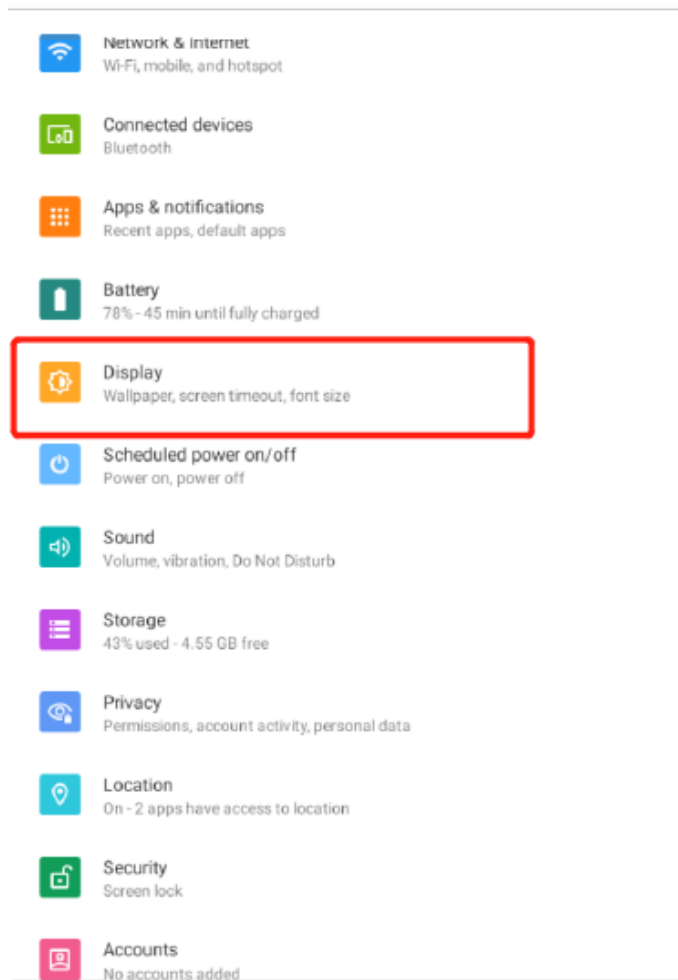 Network & Internet
Wi-Fi, mobile, and hotspot
Connected devices
Bluetooth
Apps & notifications
Recent apps, default apps
Battery
78% - 45 min until fully charged
Display
Wallpaper, screen timeout, font size
Scheduled power on/off
Power on, power off
Sound
Volume, vibration, Do Not Disturb
Storage
43% used - 4.55 GB free
Privacy
Permissions, account activity, personal data
Location
On - 2 apps have access to location
Security
Screen lock
Accounts
No accounts added